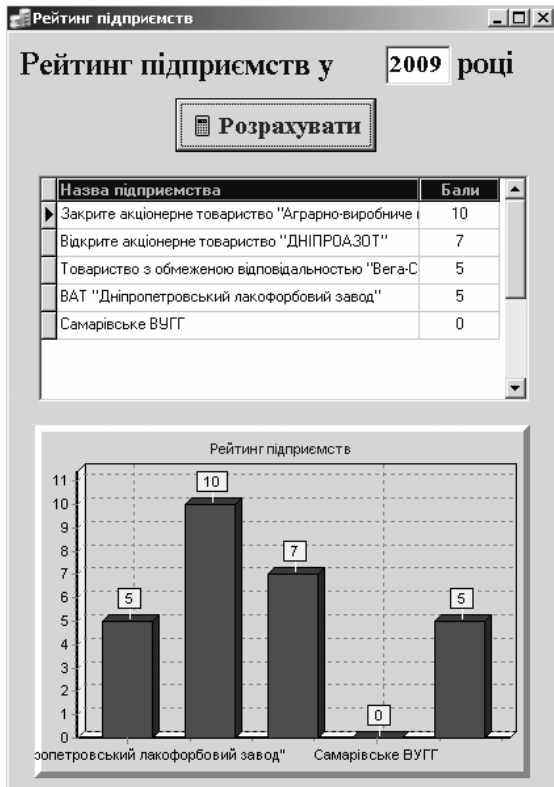 Рейтинг підприємств
Рейтинг підприємств у 2009 році
Розрахувати
Назва підприємства Бали
Закрите акціонерне товариство "Аграрно-виробниче 10
Відкрите акціонерне товариство "ДНІПРОАЗОТ" 7
Товариство з обмеженою відповідальностью "Вега-С 5
ВАТ "Дніпропетровський лакофорбовий завод" 5
Самарівське ВУГГ 0
Рейтинг підприємств
11
10
9
8
7
6
5
4
3
2
1
0
5
10
7
0
5
ропетровський лакофорбовий завод" Самарівське ВУГГ